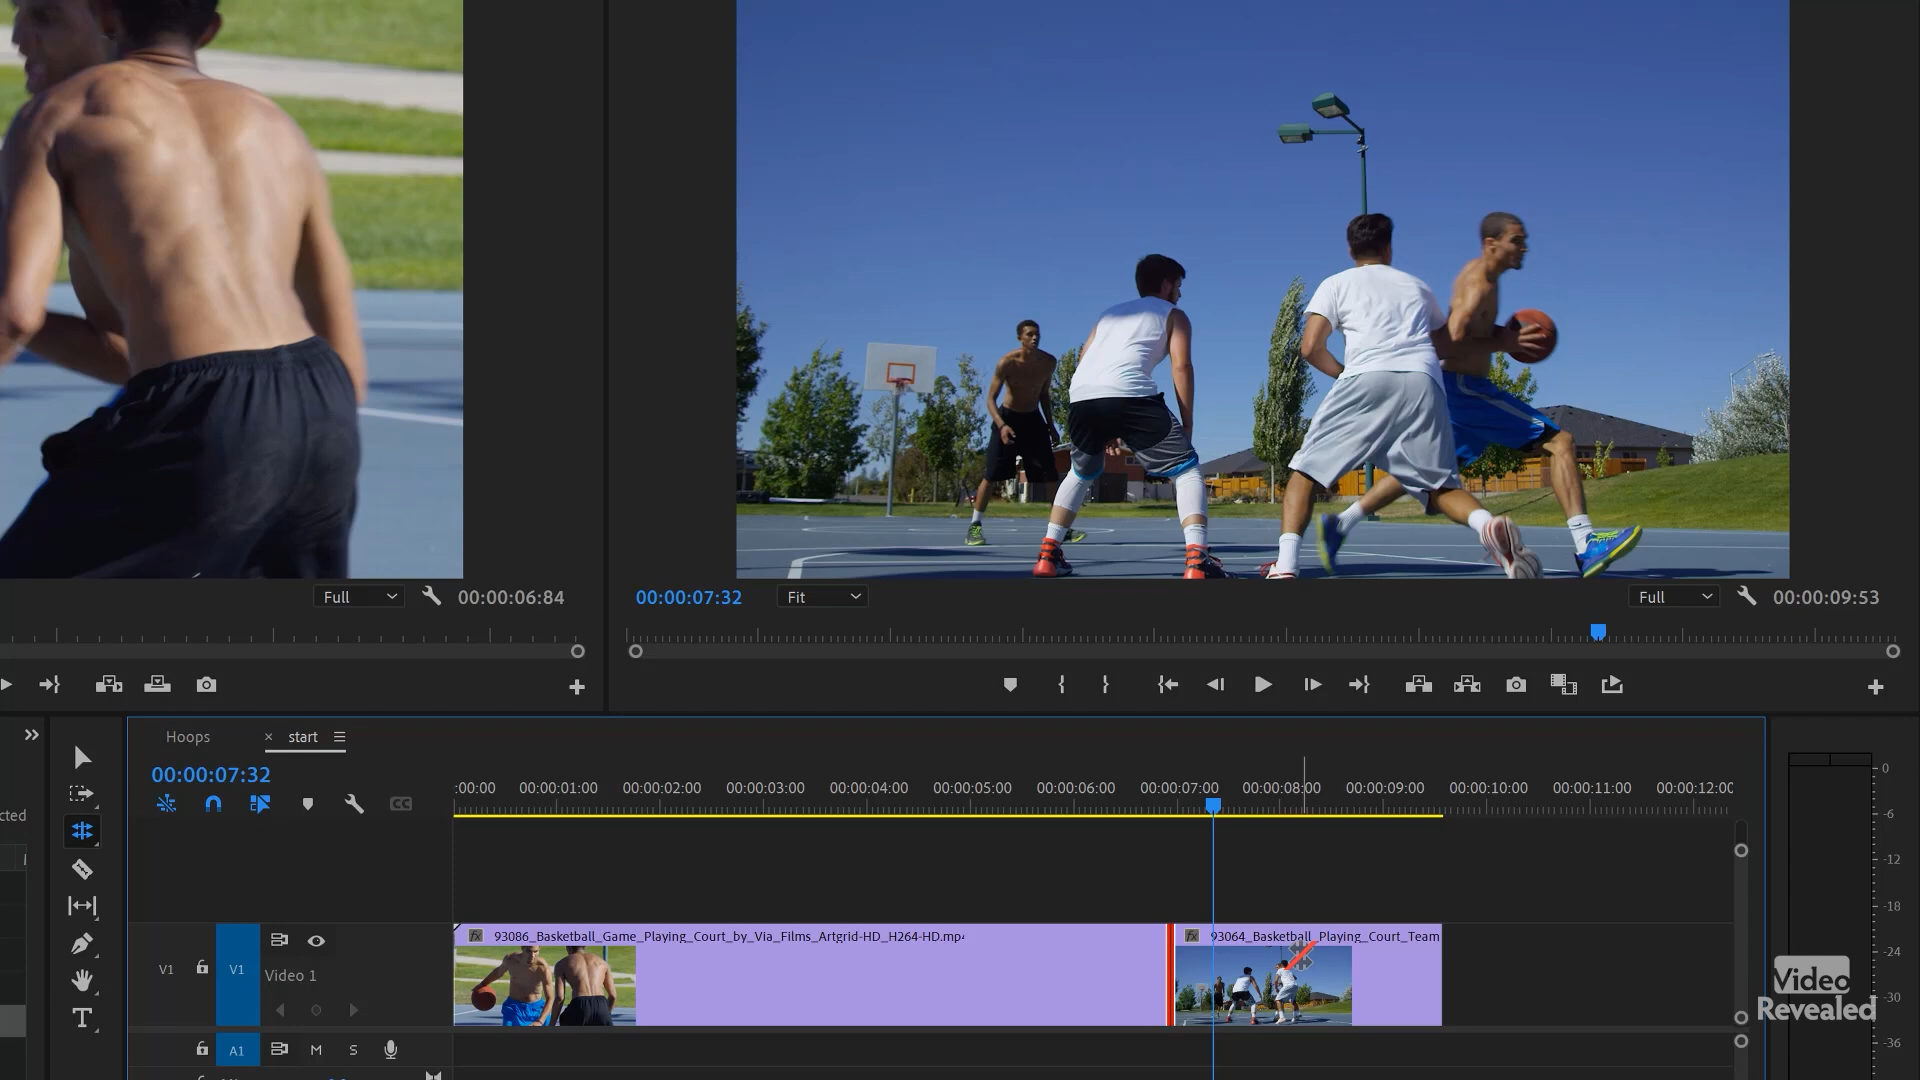 Full
00:00:06:84
00:00:07:32
Fit
Full
00:00:09:53
Hoops
× start
00:00:07:32
:00:00 00:00:01:00 00:00:02:00 00:00:03:00 00:00:04:00 00:00:05:00 00:00:06:00 00:00:07:00 00:00:08:00 00:00:09:00 00:00:10:00 00:00:11:00 00:00:12:00
CC
cted
0
-6
-12
-18
-24
-30
-36
fx 93086_Basketball_Game_Playing_Court_by_Via_Films_Artgrid-HD_H264-HD.mp4
fx 93064_Basketball_Playing_Court_Team
V1 V1
Video 1
A1 M S
T
Video
Revealed